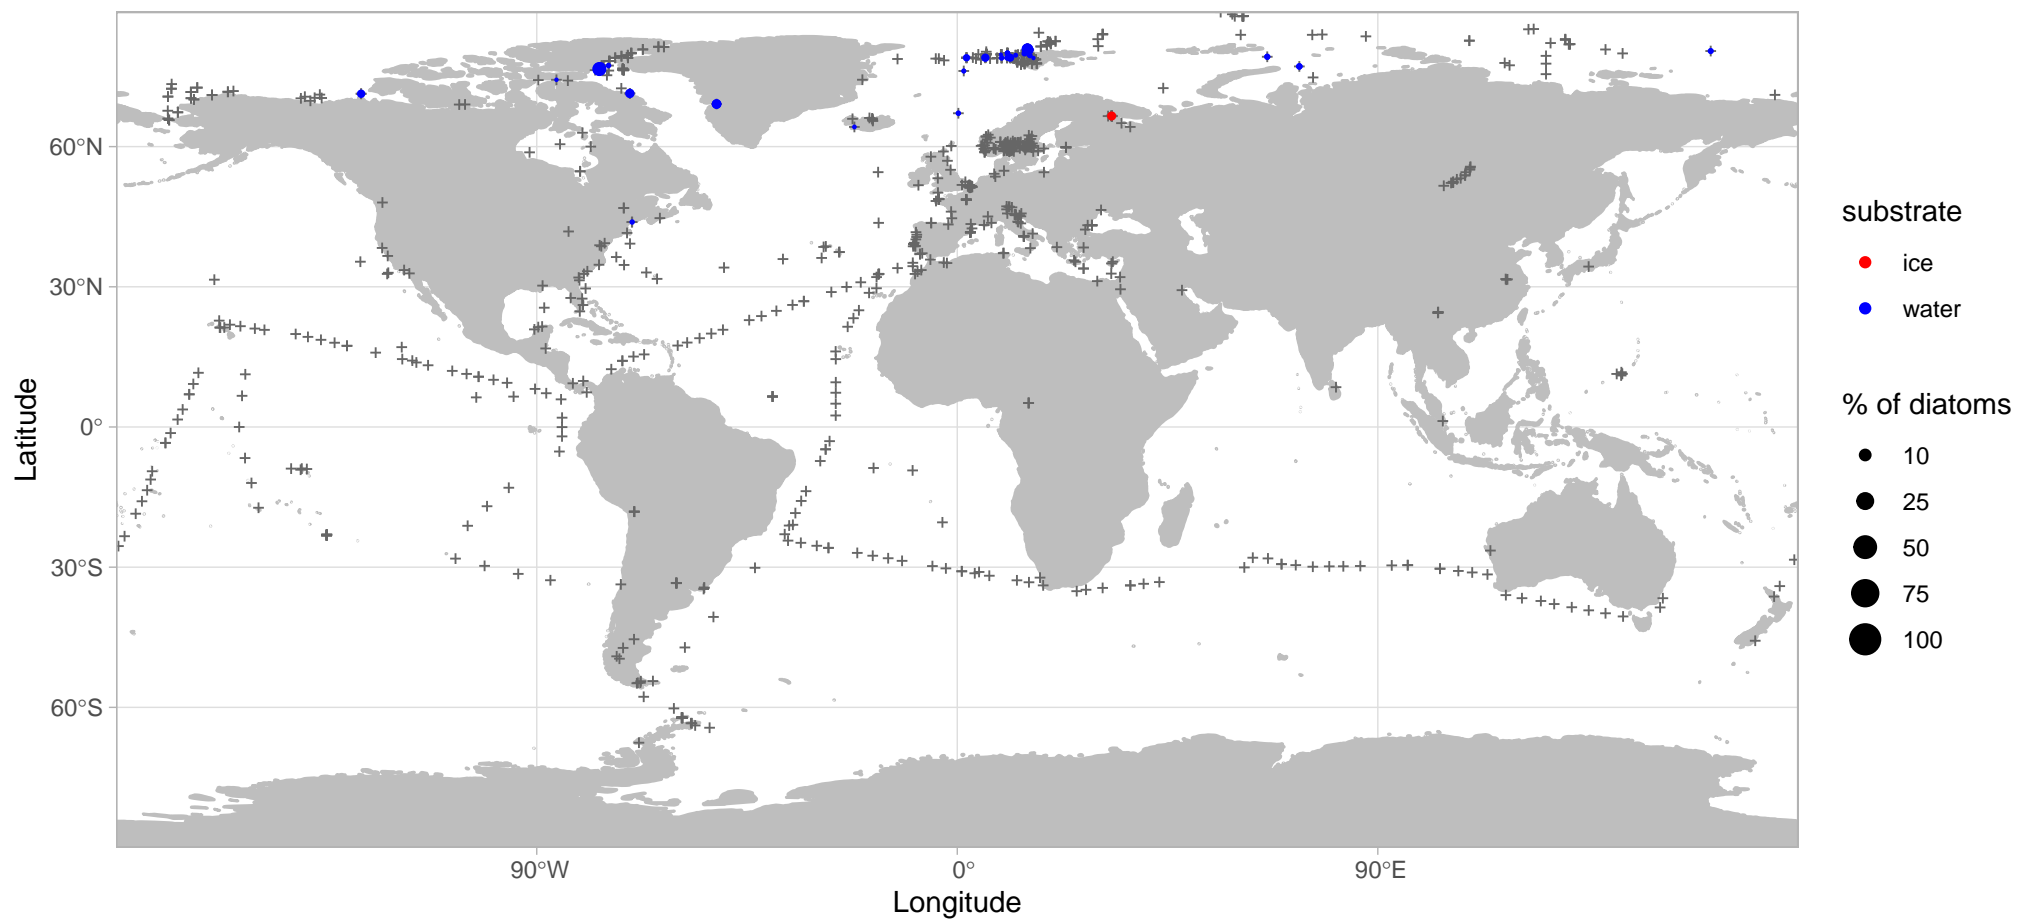 60°N
30°N
0°
30°S
60°S
Latitude
90°W
0°
90°E
Longitude
substrate
ice
water
% of diatoms
10
25
50
75
100